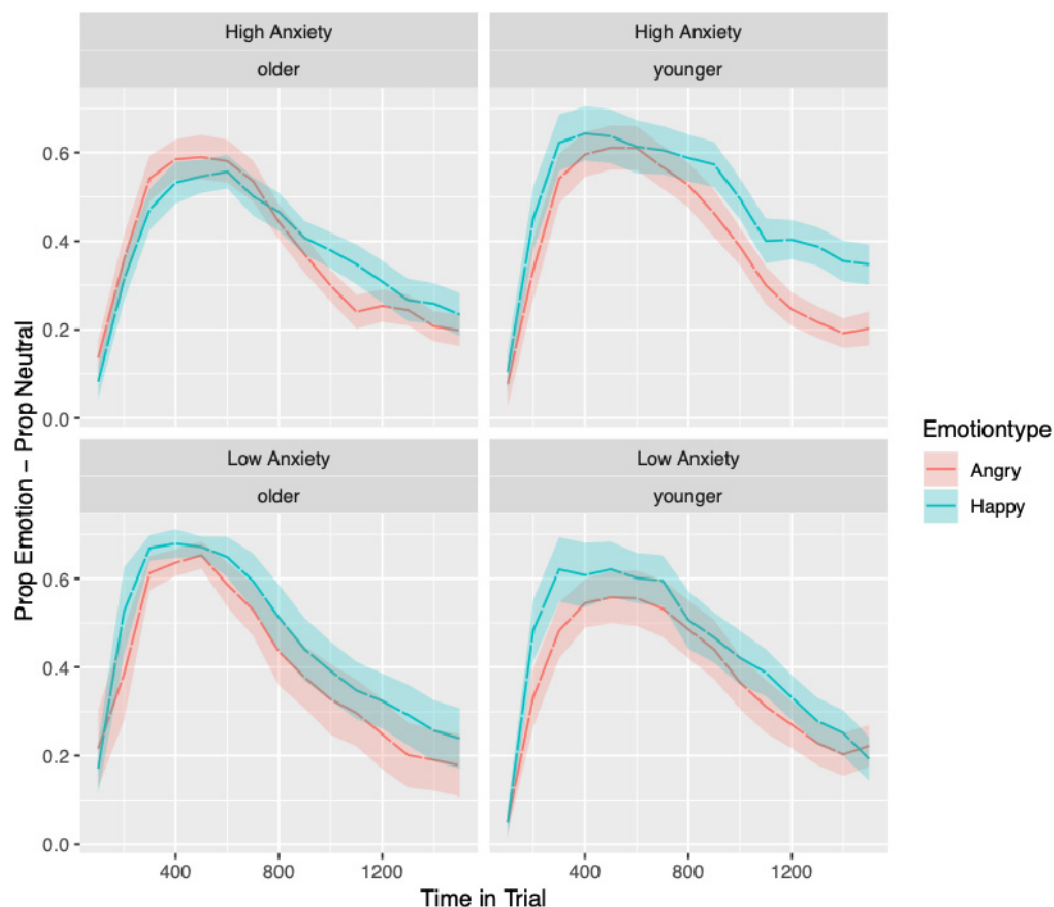 High Anxiety
High Anxiety
older
younger
0.6
0.4
0.2
0.0
Low Anxiety
Low Anxiety
older
younger
0.6
0.4
0.2
0.0
400
800
1200
400
800
1200
Time in Trial
Prop Emotion – Prop Neutral
Emotiontype
Angry
Happy